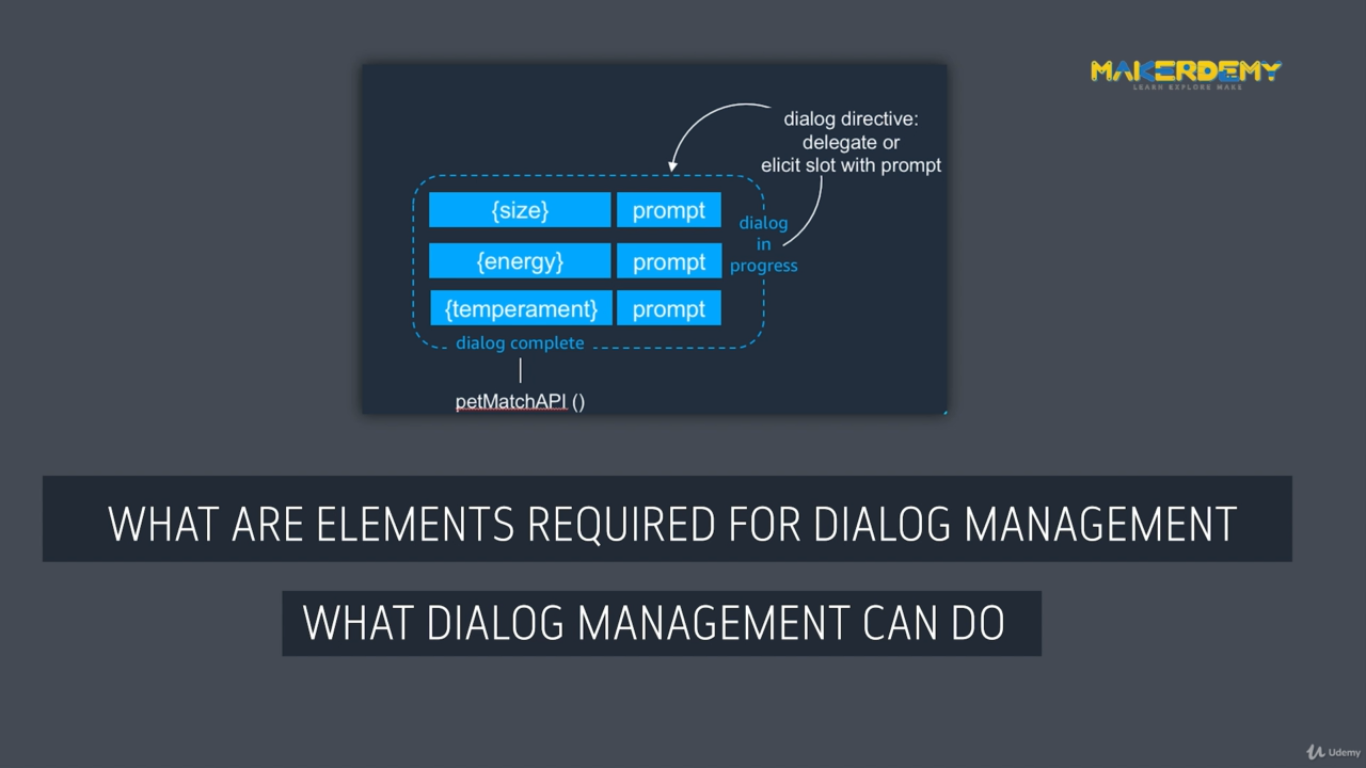 MAKERDEMY
LEARN EXPLORE MAKE
dialog directive:
delegate or
elicit slot with prompt
{size} prompt
{energy} prompt
{temperament} prompt
dialog
in
progress
dialog complete
petMatchAPI ()
WHAT ARE ELEMENTS REQUIRED FOR DIALOG MANAGEMENT
WHAT DIALOG MANAGEMENT CAN DO
Udemy